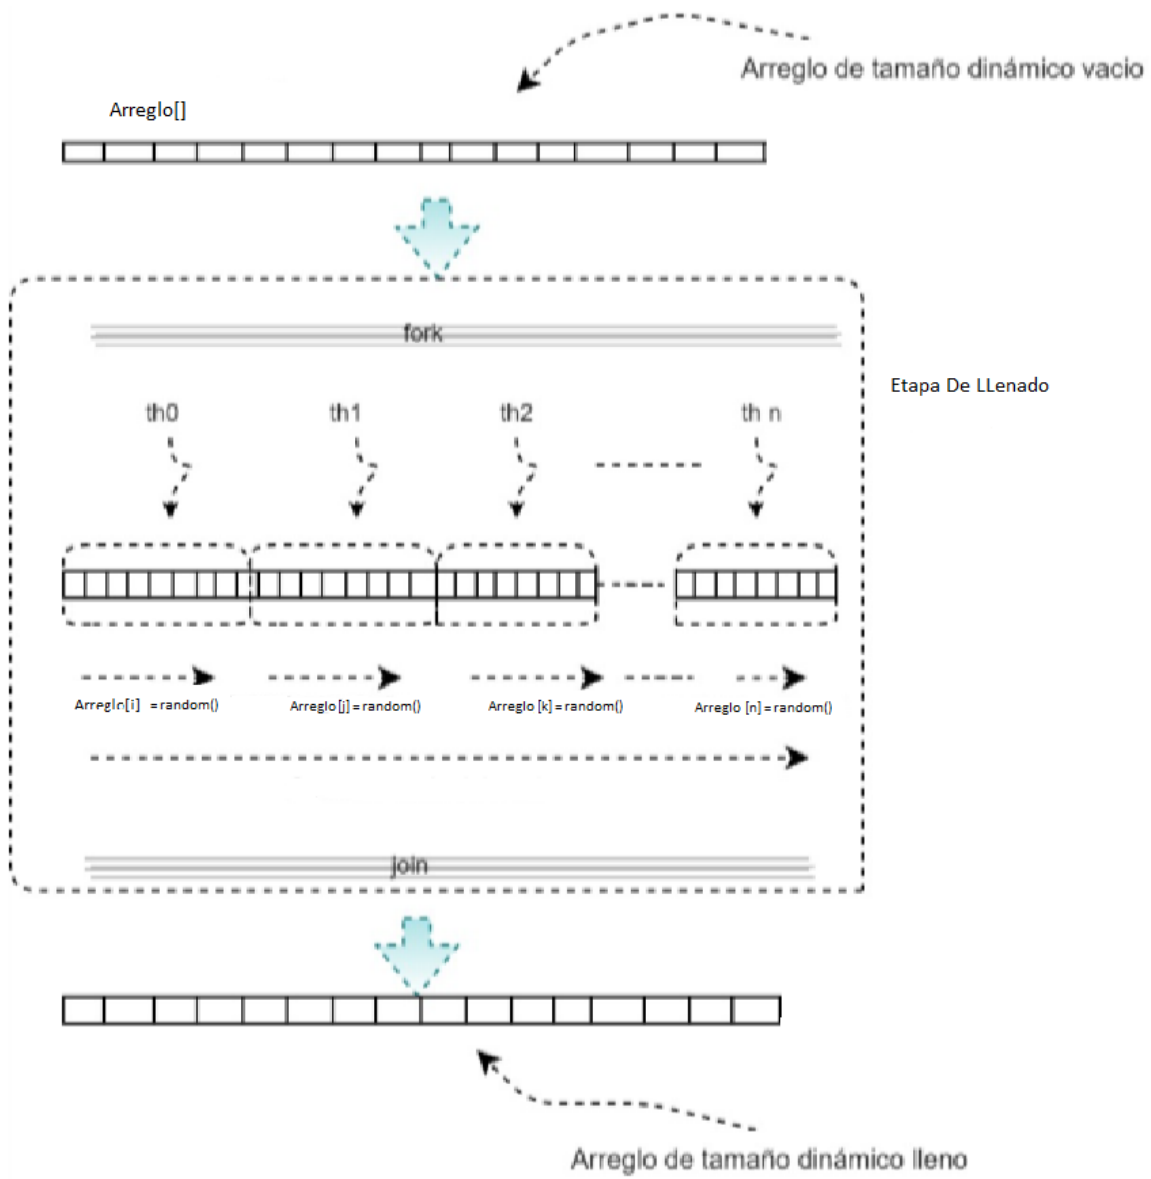 Arreglo de tamaño dinámico vacio
Arreglo[]
fork
Etapa De LLenado
th0 th1 th2 th n
Arreglo[i] =random() Arreglo[j]=random() Arreglo [k]=random() Arreglo [n]=random()
join
Arreglo de tamaño dinámico lleno